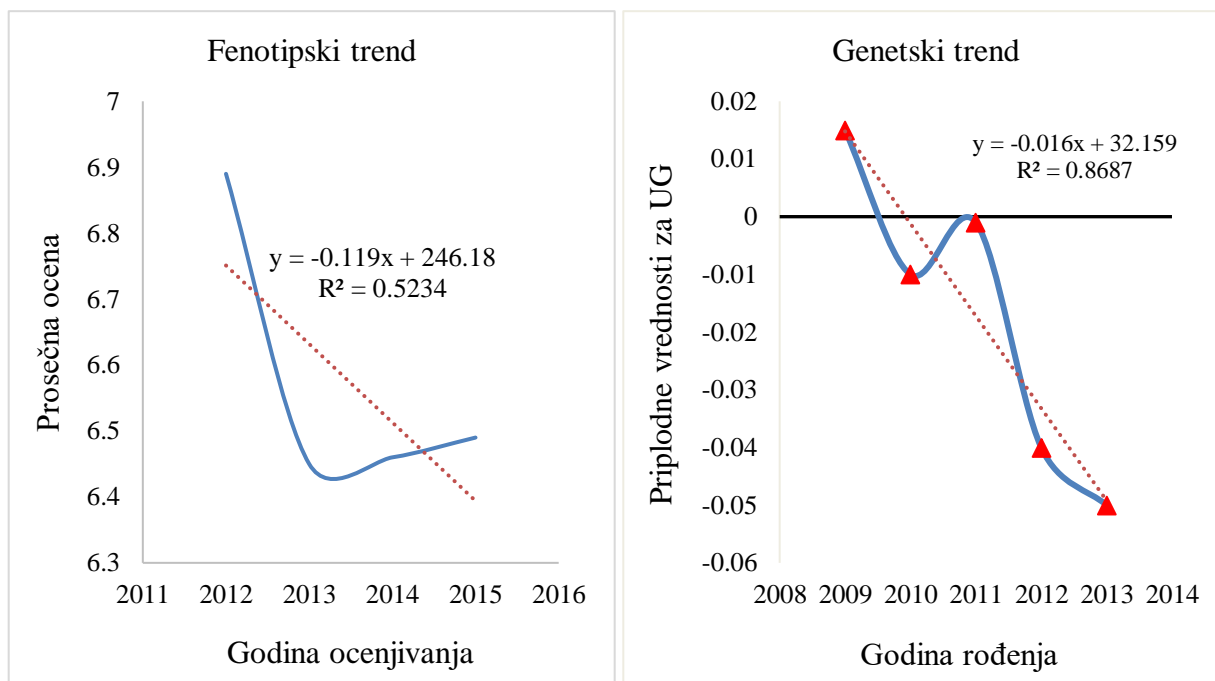 Fenotipski trend
7
6.9
6.8
6.7
6.6
6.5
6.4
6.3
2011 2012 2013 2014 2015 2016
Prosečna ocena
Godina ocenjivanja
y = -0.119x + 246.18
R² = 0.5234
Genetski trend
0.02
0.01
0
-0.01
-0.02
-0.03
-0.04
-0.05
-0.06
2008 2009 2010 2011 2012 2013 2014
Priplodne vrednosti za UG
Godina rođenja
y = -0.016x + 32.159
R² = 0.8687